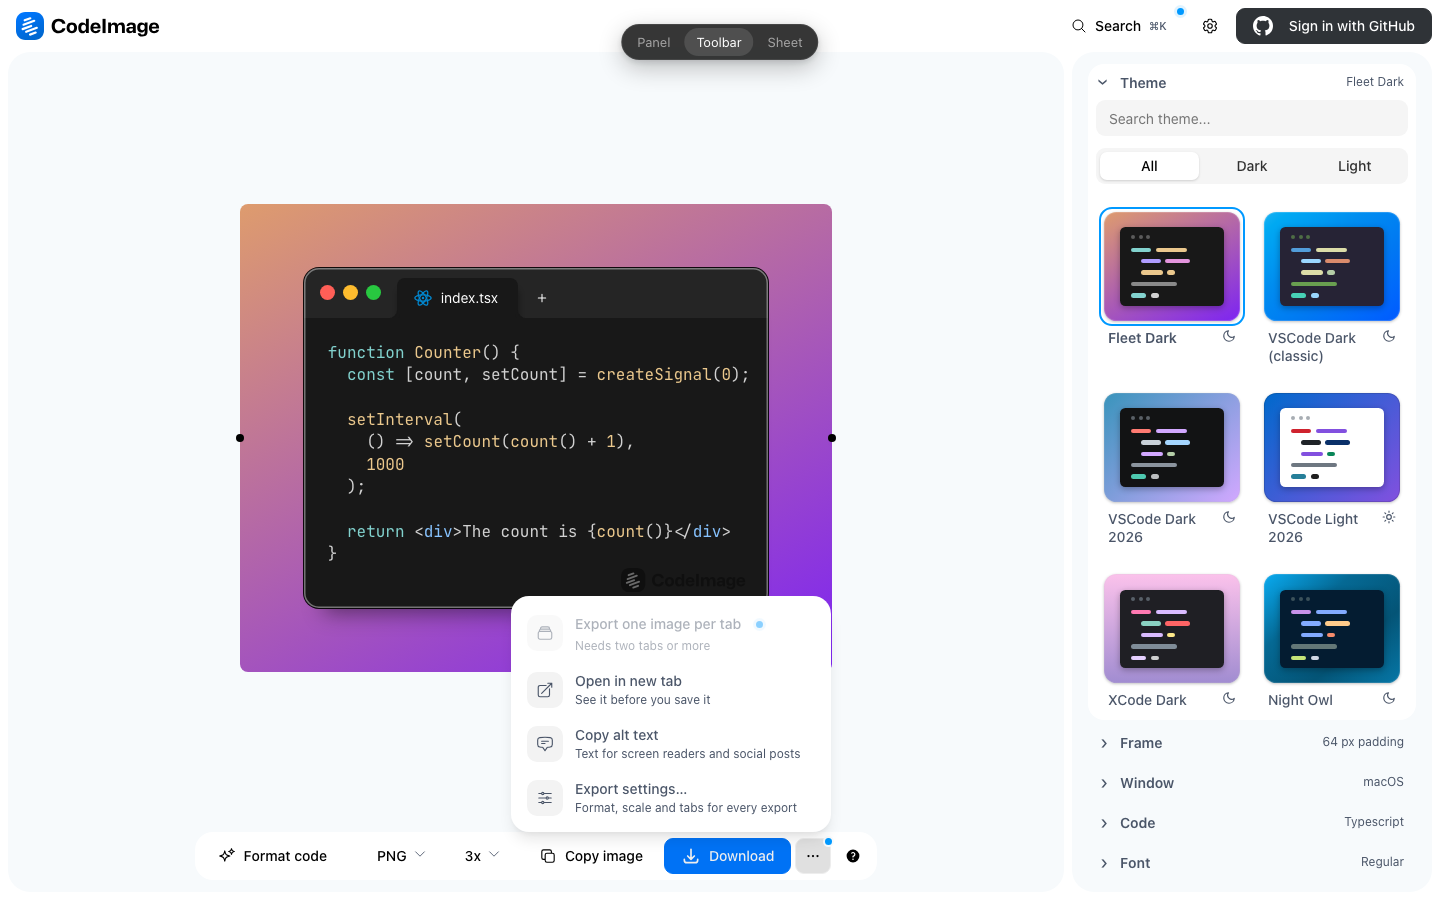 CodeImage
Panel
Toolbar
Sheet
Search ⌘K
Sign in with GitHub
Theme
Fleet Dark
Search theme...
All
Dark
Light
Fleet Dark
VSCode Dark
(classic)
VSCode Dark
2026
VSCode Light
2026
XCode Dark
Night Owl
Frame
64 px padding
Window
macOS
Code
Typescript
Font
Regular
index.tsx
+
function Counter() {
  const [count, setCount] = createSignal(0);
  setInterval(
    () => setCount(count() + 1),
    1000
  );
  return <div>The count is {count()}</div>
}
CodeImage
Export one image per tab
Needs two tabs or more
Open in new tab
See it before you save it
Copy alt text
Text for screen readers and social posts
Export settings...
Format, scale and tabs for every export
Format code
PNG
3x
Copy image
Download